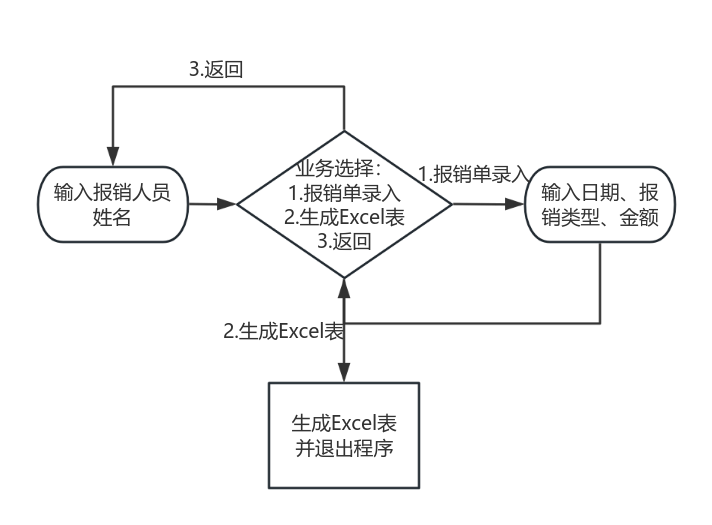 3.返回
输入报销人员
姓名
业务选择：
1.报销单录入
2.生成Excel表
3.返回
1.报销单录入
输入日期、报
销类型、金额
2.生成Excel表
生成Excel表
并退出程序